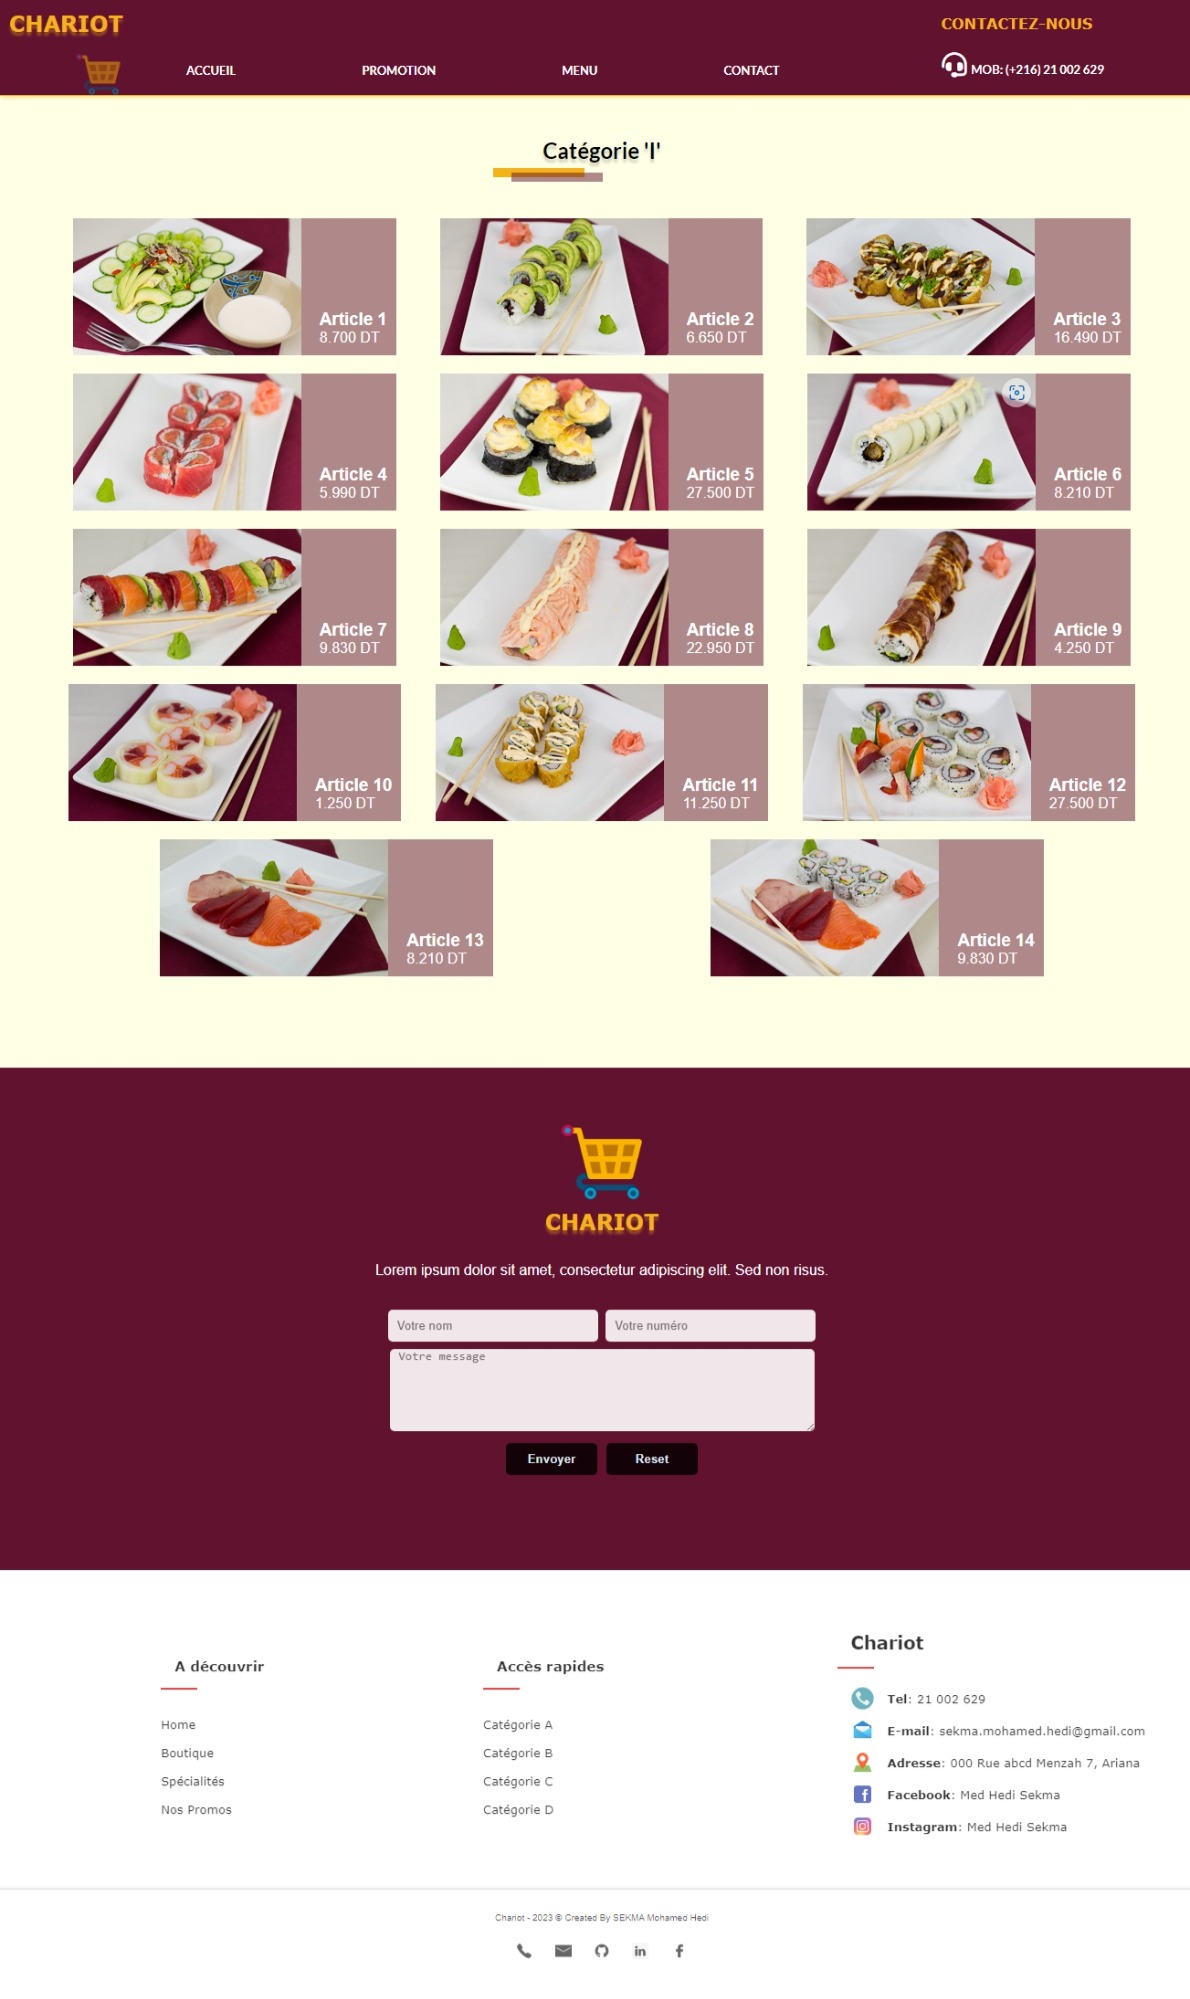 CHARIOT
CONTACTEZ-NOUS
ACCUEIL
PROMOTION
MENU
CONTACT
MOB: (+216) 21 002 629
Catégorie 'I'
Article 1
8.700 DT
Article 2
6.650 DT
Article 3
16.490 DT
Article 4
5.990 DT
Article 5
27.500 DT
Article 6
8.210 DT
Article 7
9.830 DT
Article 8
22.950 DT
Article 9
4.250 DT
Article 10
1.250 DT
Article 11
11.250 DT
Article 12
27.500 DT
Article 13
8.210 DT
Article 14
9.830 DT
CHARIOT
Lorem ipsum dolor sit amet, consectetur adipiscing elit. Sed non risus.
Votre nom
Votre numéro
Votre message
Envoyer
Reset
A découvrir
Home
Boutique
Spécialités
Nos Promos
Accès rapides
Catégorie A
Catégorie B
Catégorie C
Catégorie D
Chariot
Tel: 21 002 629
E-mail: sekma.mohamed.hedi@gmail.com
Adresse: 000 Rue abcd Menzah 7, Ariana
Facebook: Med Hedi Sekma
Instagram: Med Hedi Sekma
Chariot - 2023 © Created By SEKMA Mohamed Hedi